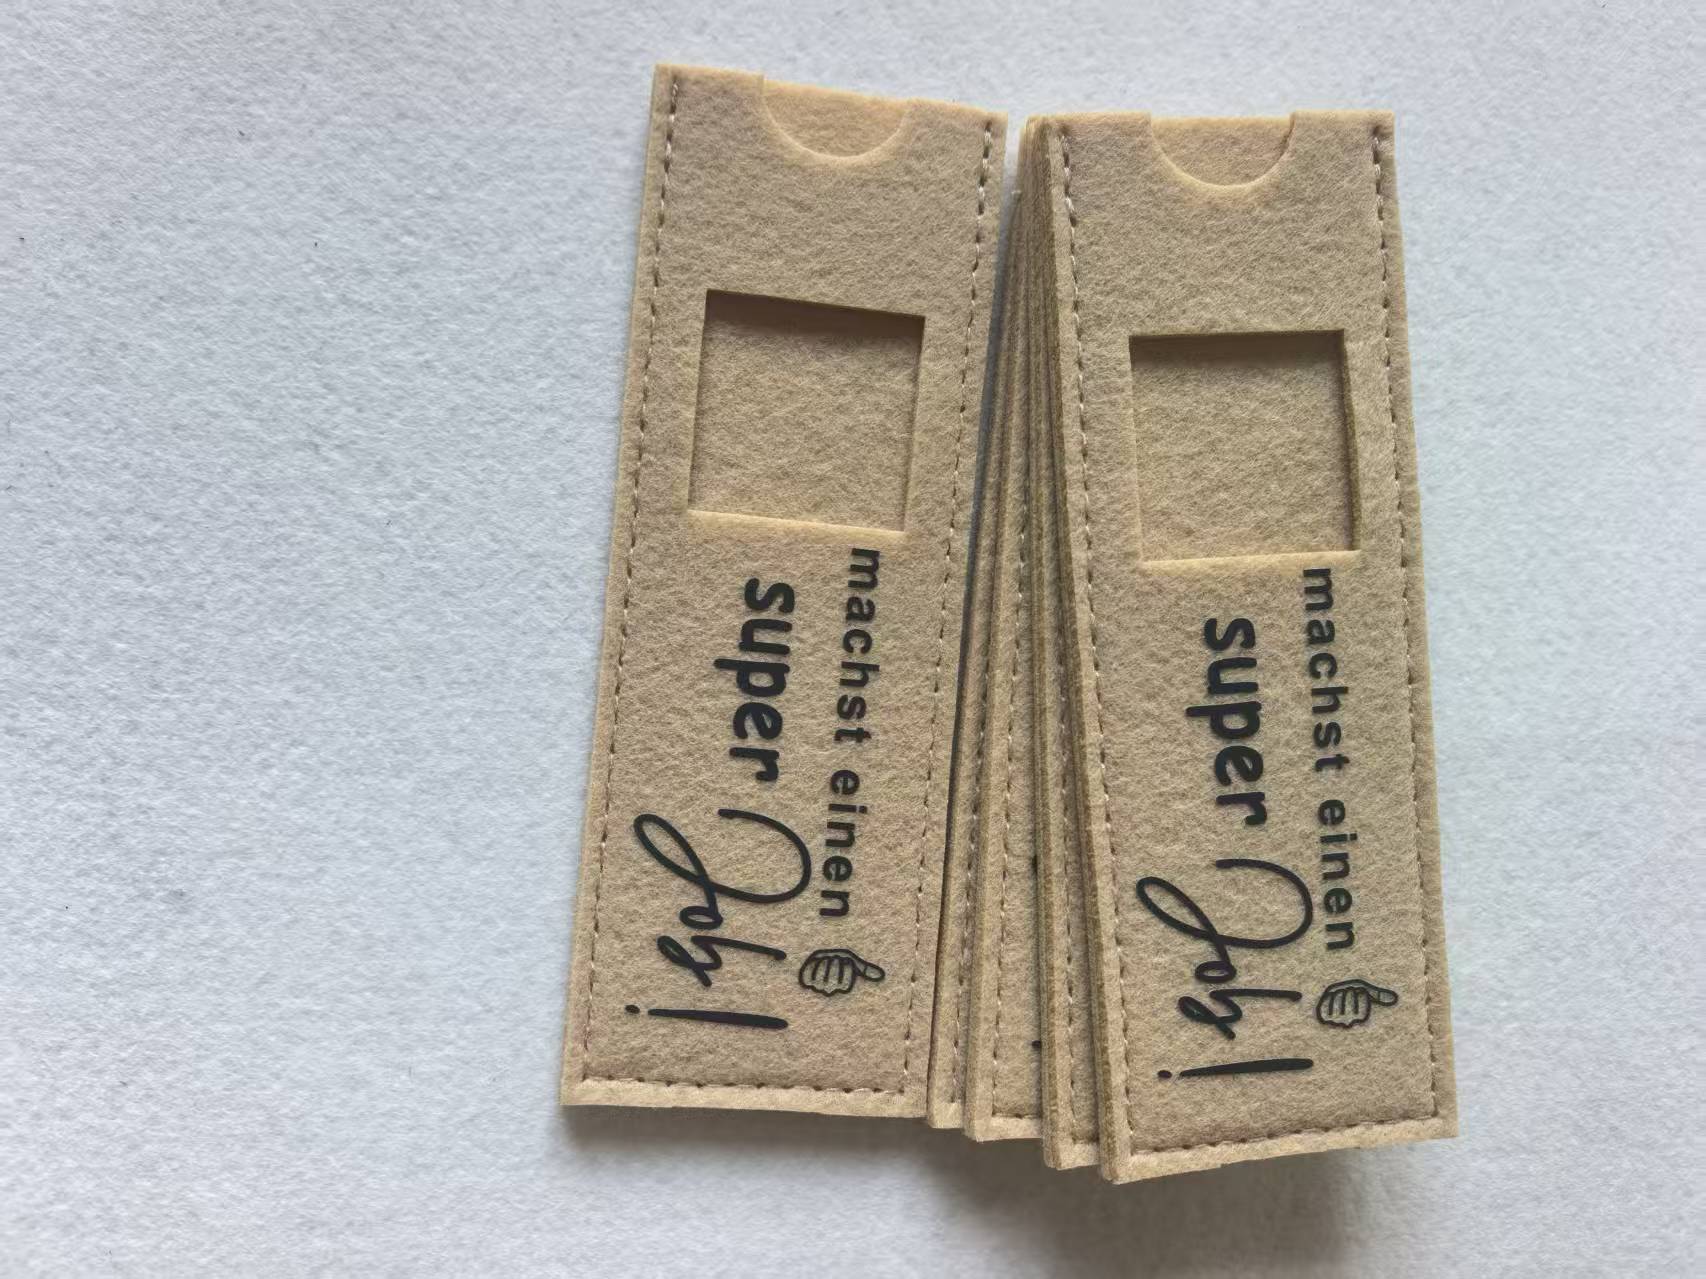 machst einen
super Job!
machst einen
super Job!